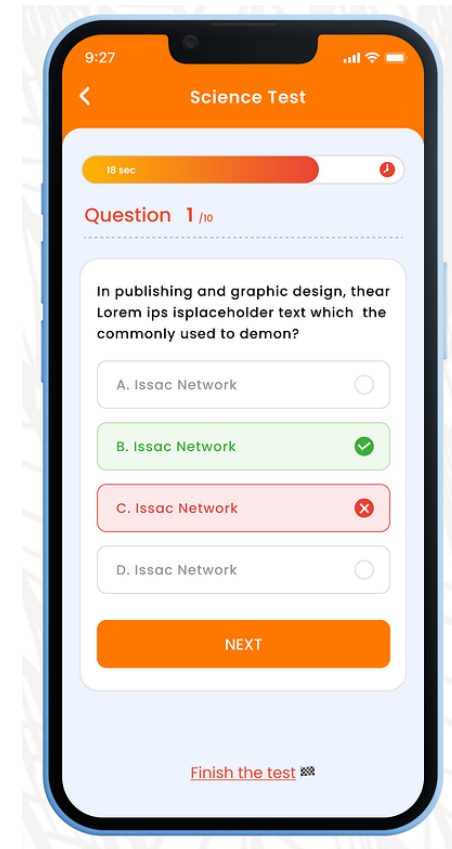 9:27
Science Test
18 sec
Question 1 /10
In publishing and graphic design, thear
Lorem ips isplaceholder text which the
commonly used to demon?
A. Issac Network
B. Issac Network
C. Issac Network
D. Issac Network
NEXT
Finish the test